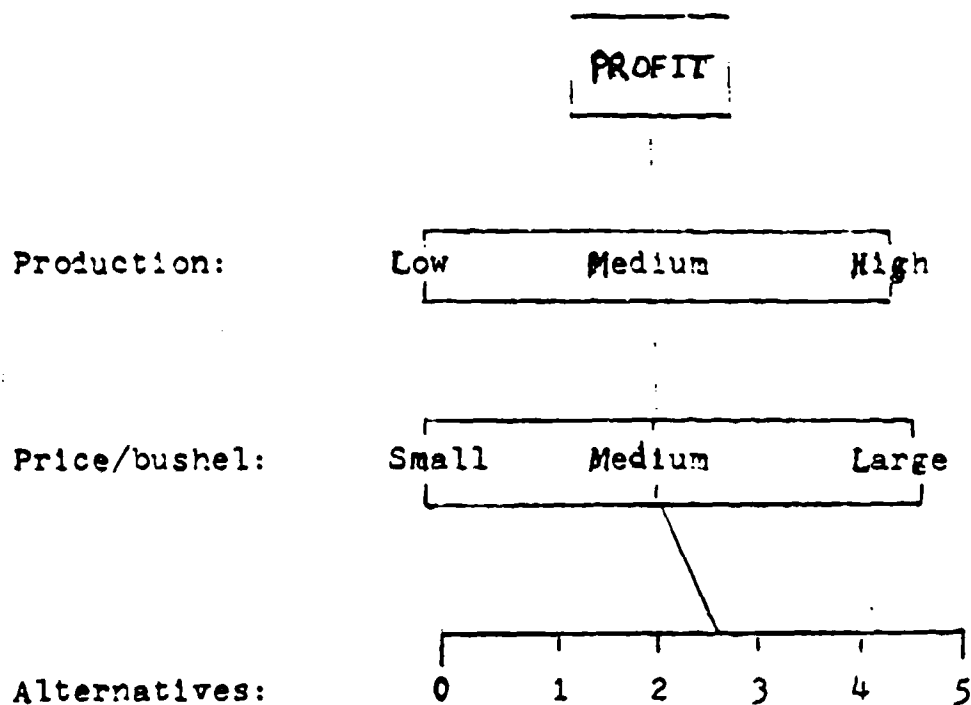 PROFIT
Production: Low Medium High
Price/bushel: Small Medium Large
Alternatives: 0 1 2 3 4 5